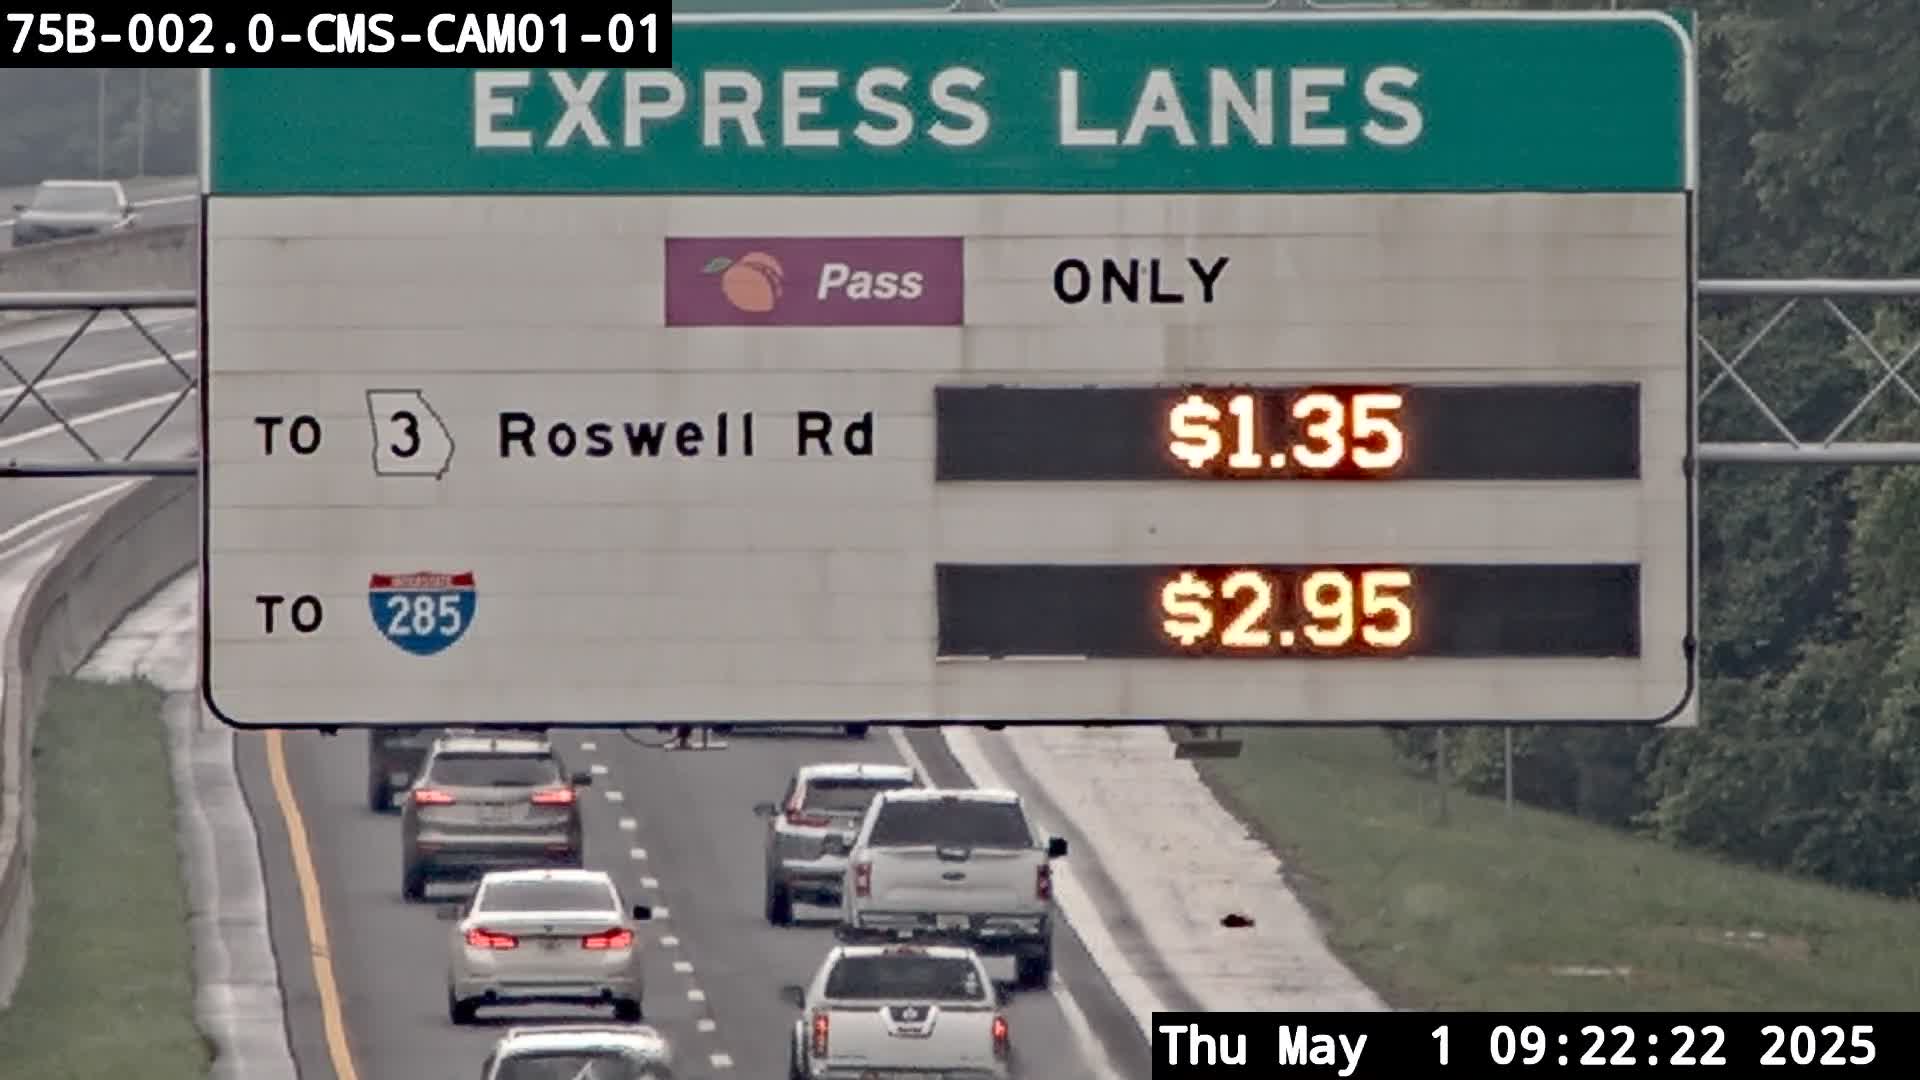 75B-002.0-CMS-CAM01-01
EXPRESS LANES
Pass ONLY
TO 3 Roswell Rd $1.35
INTERSTATE
TO 285 $2.95
Thu May 1 09:22:22 2025